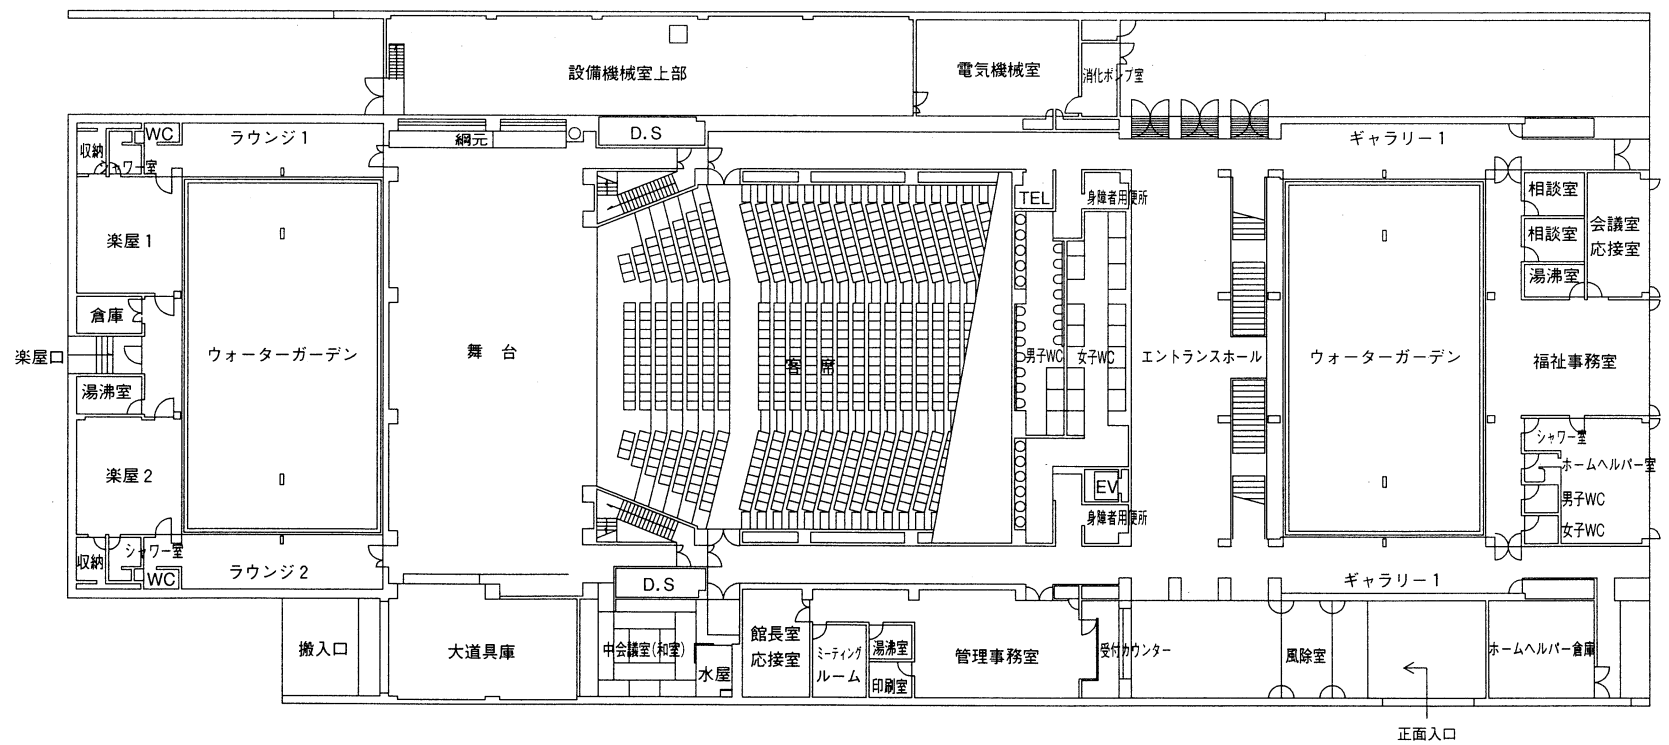 設備機械室上部
電気機械室
消化ポンプ室
WC
ラウンジ1
綱元
D.S
ギャラリー1
収納
シャワー室
TEL
身障者用便所
相談室
会議室
応接室
楽屋1
相談室
湯沸室
倉庫
楽屋口
ウォーターガーデン
舞台
客席
男子WC
女子WC
エントランスホール
ウォーターガーデン
福祉事務室
湯沸室
シャワー室
ホームヘルパー室
楽屋2
EV
男子WC
身障者用便所
女子WC
収納
シャワー室
WC
ラウンジ2
D.S
ギャラリー1
搬入口
大道具庫
中会議室(和室)
水屋
館長室
応接室
ミーティング
ルーム
湯沸室
印刷室
管理事務室
受付カウンター
風除室
ホームヘルパー倉庫
正面入口